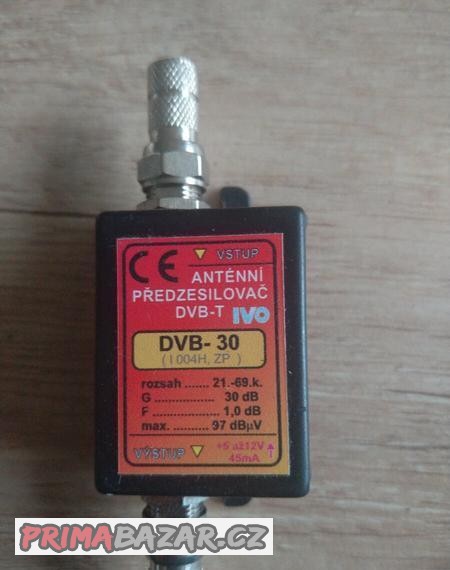 CE
VSTUP
ANTÉNNÍ
PŘEDZESILOVAČ
DVB-T IVO
DVB- 30
( I 004H, ZP )
rozsah ....... 21.-69.k.
G .................. 30 dB
F .................... 1,0 dB
max. .......... 97 dBµV
VÝSTUP
+5 až12V
45mA
PRIMABAZAR.CZ